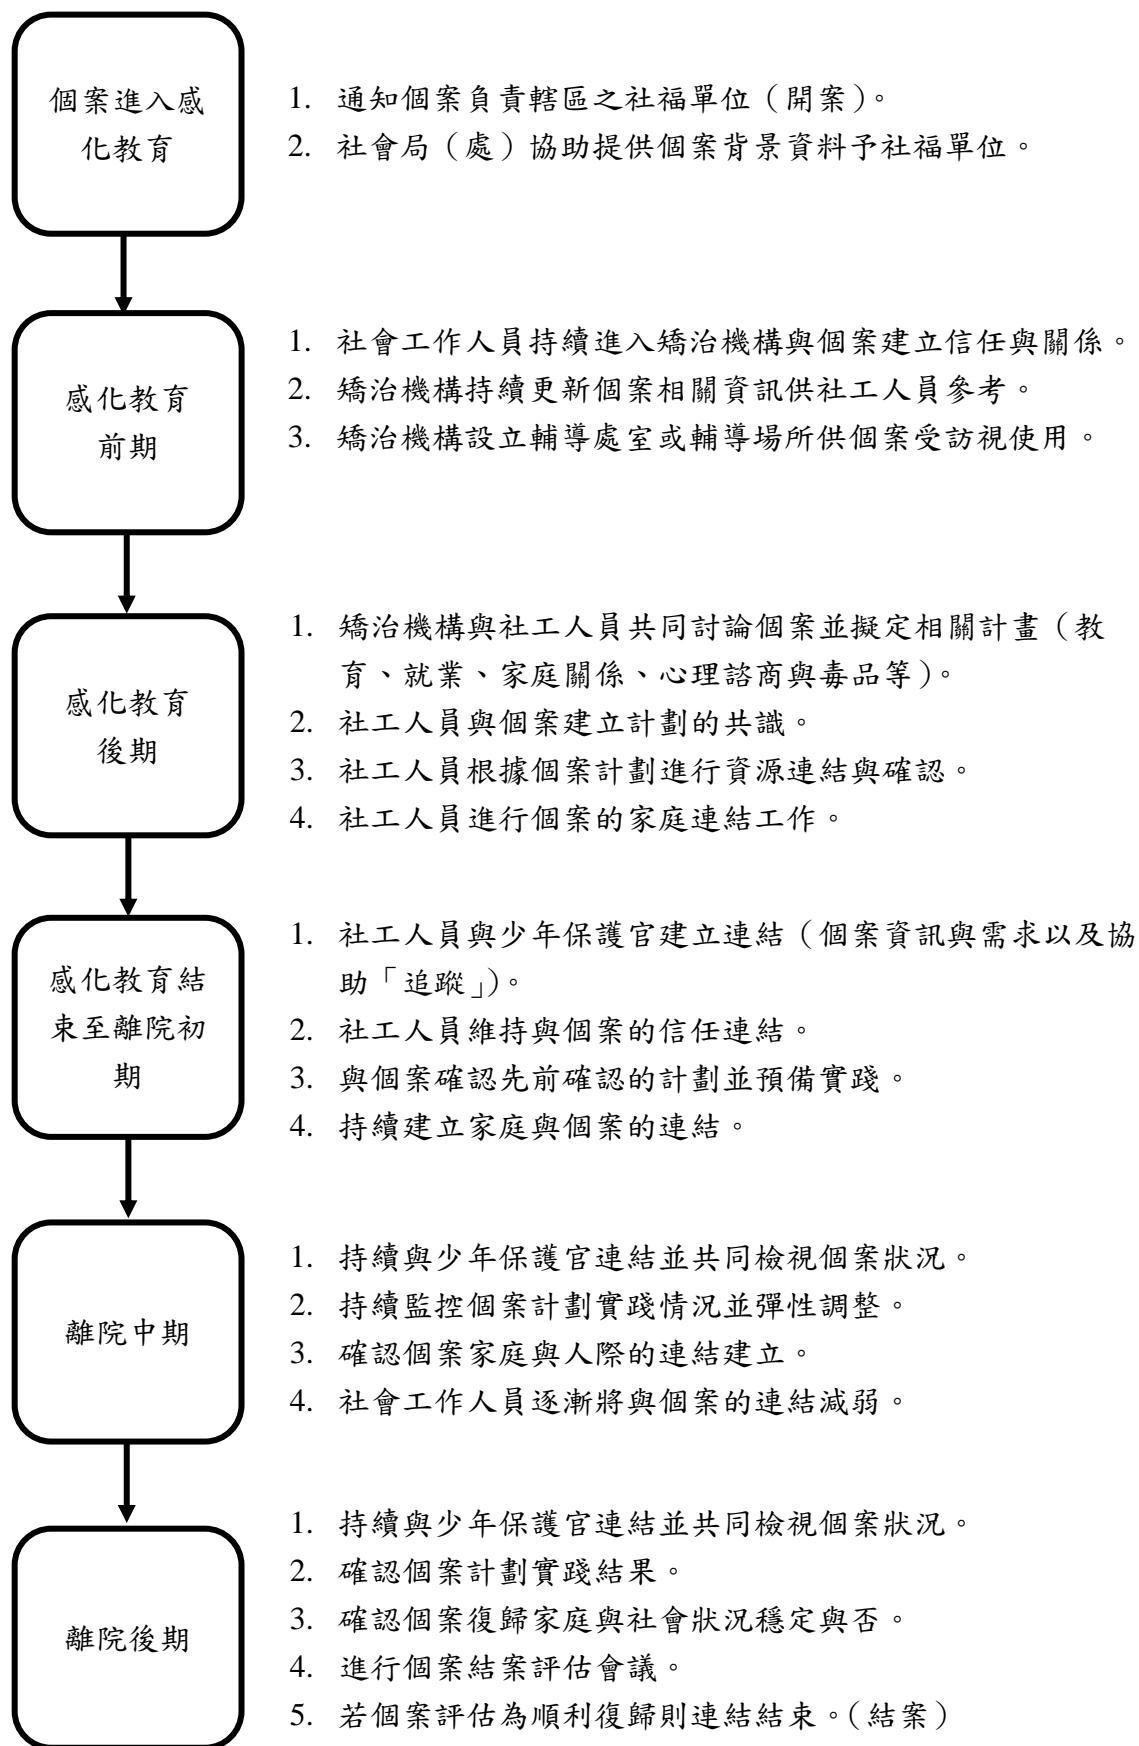 個案進入感
化教育
1. 通知個案負責轄區之社福單位（開案）。
2. 社會局（處）協助提供個案背景資料予社福單位。
感化教育
前期
1. 社會工作人員持續進入矯治機構與個案建立信任與關係。
2. 矯治機構持續更新個案相關資訊供社工人員參考。
3. 矯治機構設立輔導處室或輔導場所供個案受訪視使用。
感化教育
後期
1. 矯治機構與社工人員共同討論個案並擬定相關計畫（教
育、就業、家庭關係、心理諮商與毒品等）。
2. 社工人員與個案建立計劃的共識。
3. 社工人員根據個案計劃進行資源連結與確認。
4. 社工人員進行個案的家庭連結工作。
感化教育結
束至離院初
期
1. 社工人員與少年保護官建立連結（個案資訊與需求以及協
助「追蹤」）。
2. 社工人員維持與個案的信任連結。
3. 與個案確認先前確認的計劃並預備實踐。
4. 持續建立家庭與個案的連結。
離院中期
1. 持續與少年保護官連結並共同檢視個案狀況。
2. 持續監控個案計劃實踐情況並彈性調整。
3. 確認個案家庭與人際的連結建立。
4. 社會工作人員逐漸將與個案的連結減弱。
離院後期
1. 持續與少年保護官連結並共同檢視個案狀況。
2. 確認個案計劃實踐結果。
3. 確認個案復歸家庭與社會狀況穩定與否。
4. 進行個案結案評估會議。
5. 若個案評估為順利復歸則連結結束。（結案）